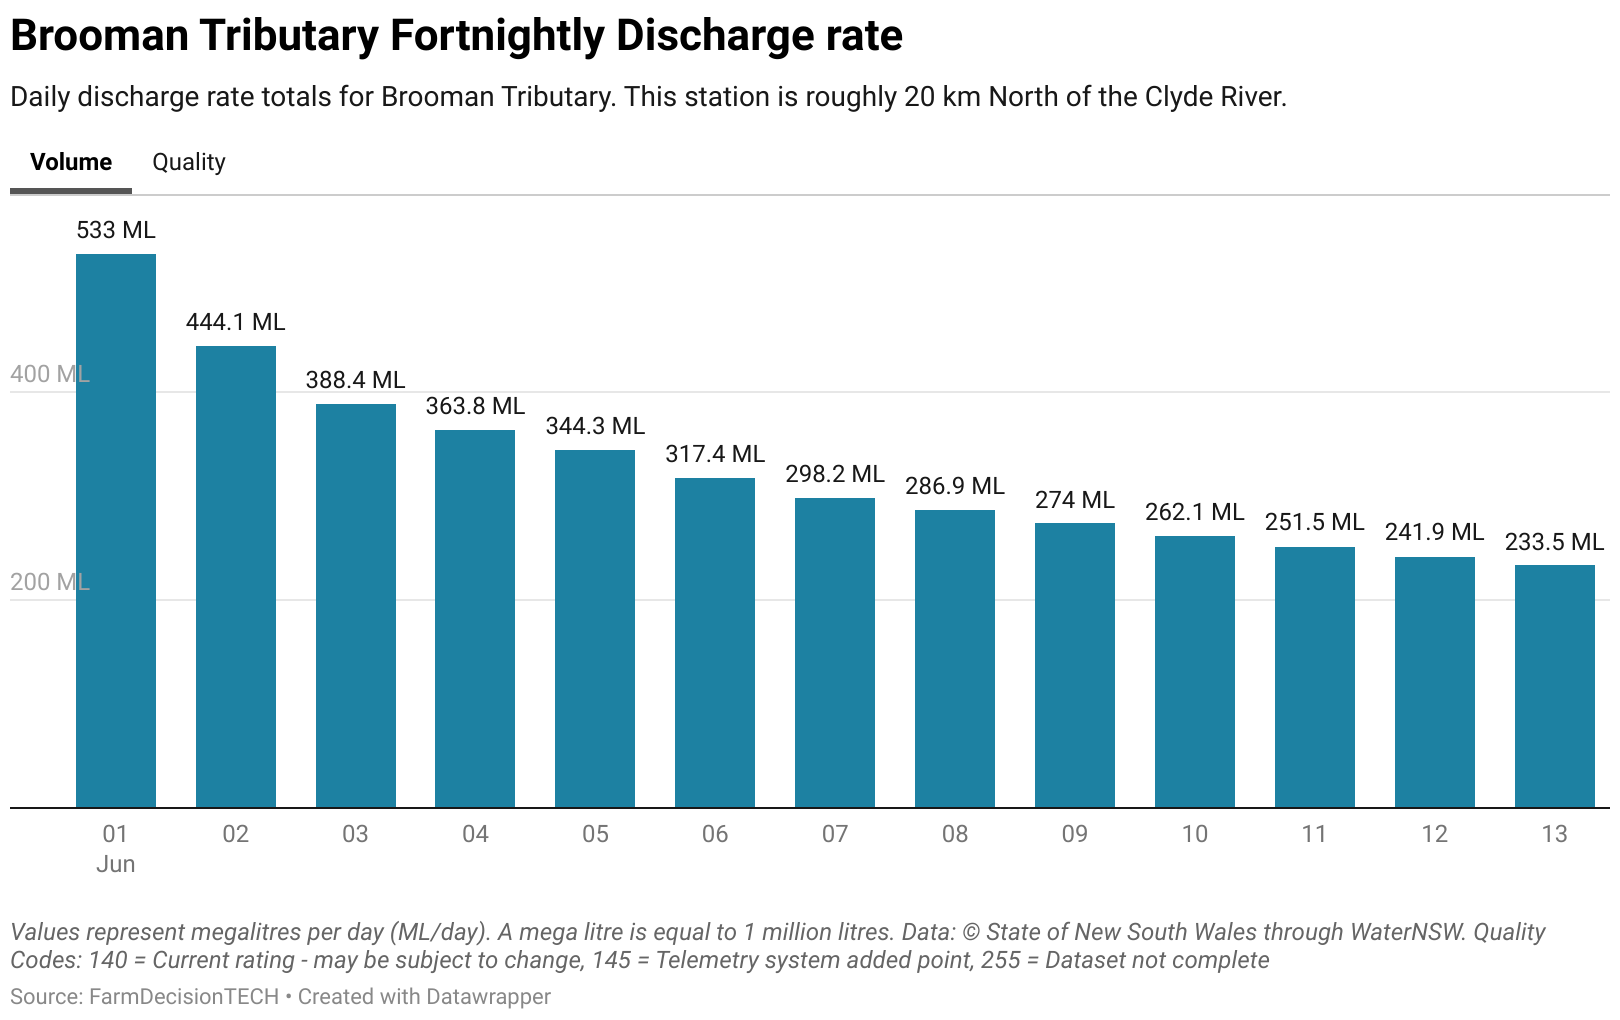 Brooman Tributary Fortnightly Discharge rate
Daily discharge rate totals for Brooman Tributary. This station is roughly 20 km North of the Clyde River.
Volume Quality
533 ML
444.1 ML
400 ML
388.4 ML
363.8 ML
344.3 ML
317.4 ML
298.2 ML
286.9 ML
274 ML
262.1 ML
251.5 ML
241.9 ML
233.5 ML
200 ML
01 02 03 04 05 06 07 08 09 10 11 12 13
Jun
Values represent megalitres per day (ML/day). A mega litre is equal to 1 million litres. Data: © State of New South Wales through WaterNSW. Quality
Codes: 140 = Current rating - may be subject to change, 145 = Telemetry system added point, 255 = Dataset not complete
Source: FarmDecisionTECH • Created with Datawrapper